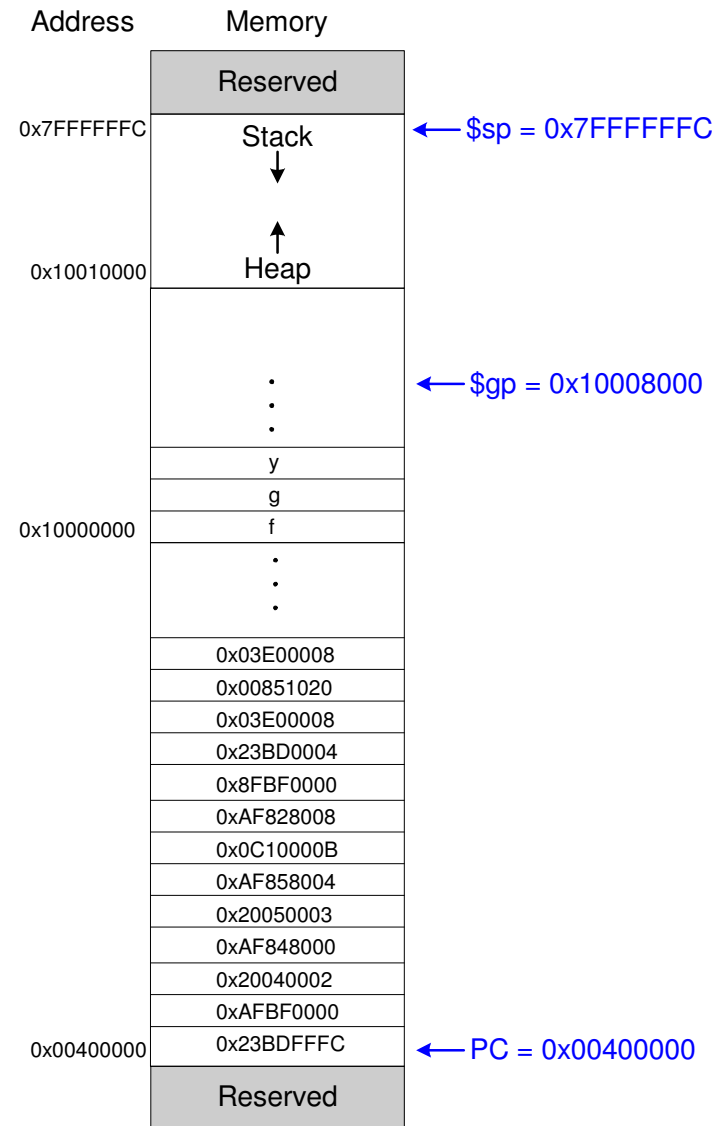 Address Memory
Reserved
0x7FFFFFFC Stack $sp = 0x7FFFFFFC
0x10010000 Heap
$gp = 0x10008000
y
g
0x10000000 f
0x03E00008
0x00851020
0x03E00008
0x23BD0004
0x8FBF0000
0xAF828008
0x0C10000B
0xAF858004
0x20050003
0xAF848000
0x20040002
0xAFBF0000
0x00400000 0x23BDFFFC PC = 0x00400000
Reserved